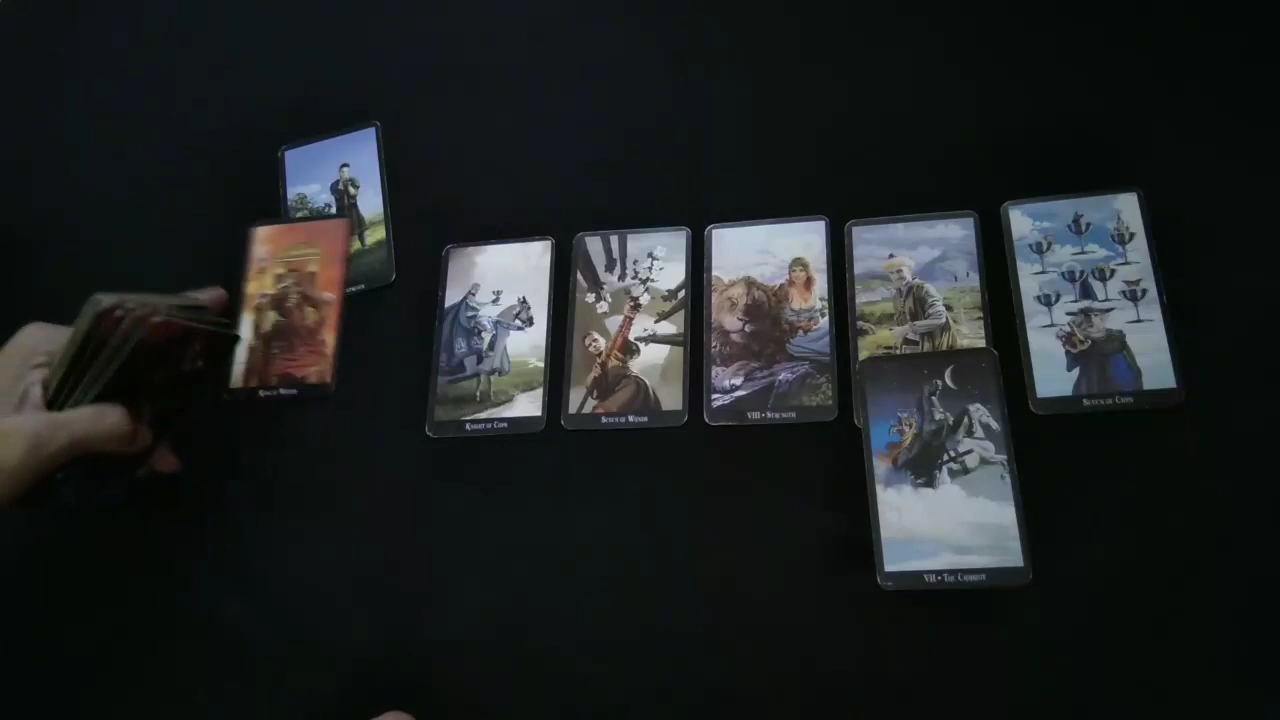 Knight of Cups
Seven of Wands
VIII • Strength
VII • The Chariot
Seven of Cups